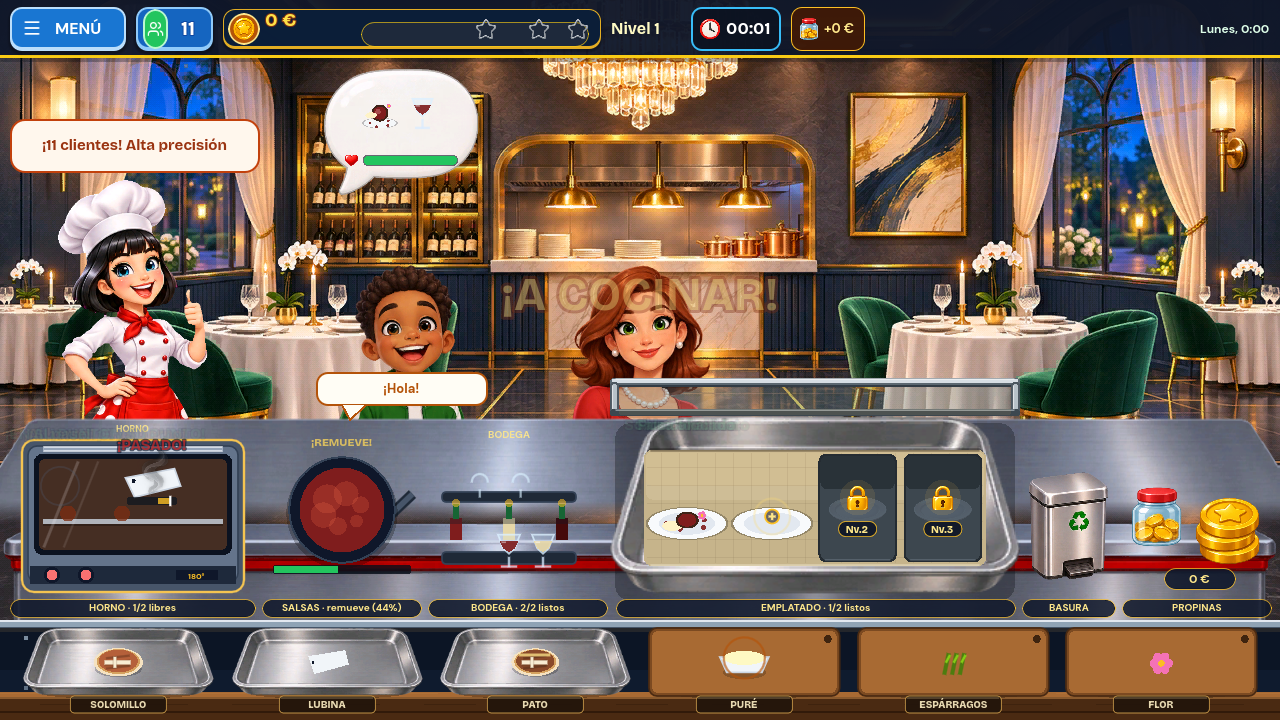 MENÚ
11
0 €
Nivel 1
00:01
+0 €
Lunes, 0:00
¡11 clientes! Alta precisión
¡A COCINAR!
¡Hola!
HORNO
¡PASADO!
¡REMUEVE!
BODEGA
180°
Nv.2
Nv.3
0 €
HORNO · 1/2 libres
SALSAS · remueve (44%)
BODEGA · 2/2 listos
EMPLATADO · 1/2 listos
BASURA
PROPINAS
SOLOMILLO
LUBINA
PATO
PURÉ
ESPÁRRAGOS
FLOR